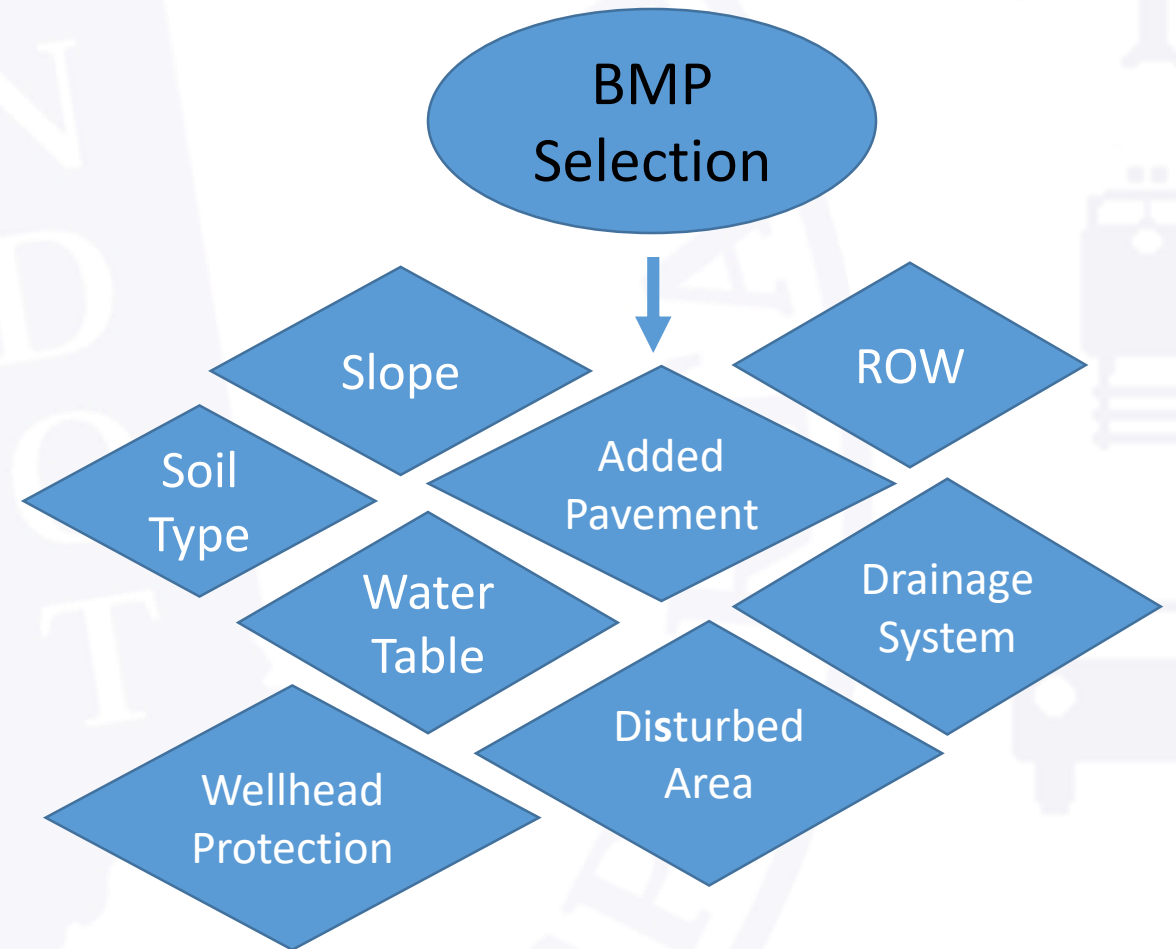 BMP
Selection
Slope
ROW
Added
Pavement
Soil
Type
Water
Table
Drainage
System
Disturbed
Area
Wellhead
Protection
N
D
O
T